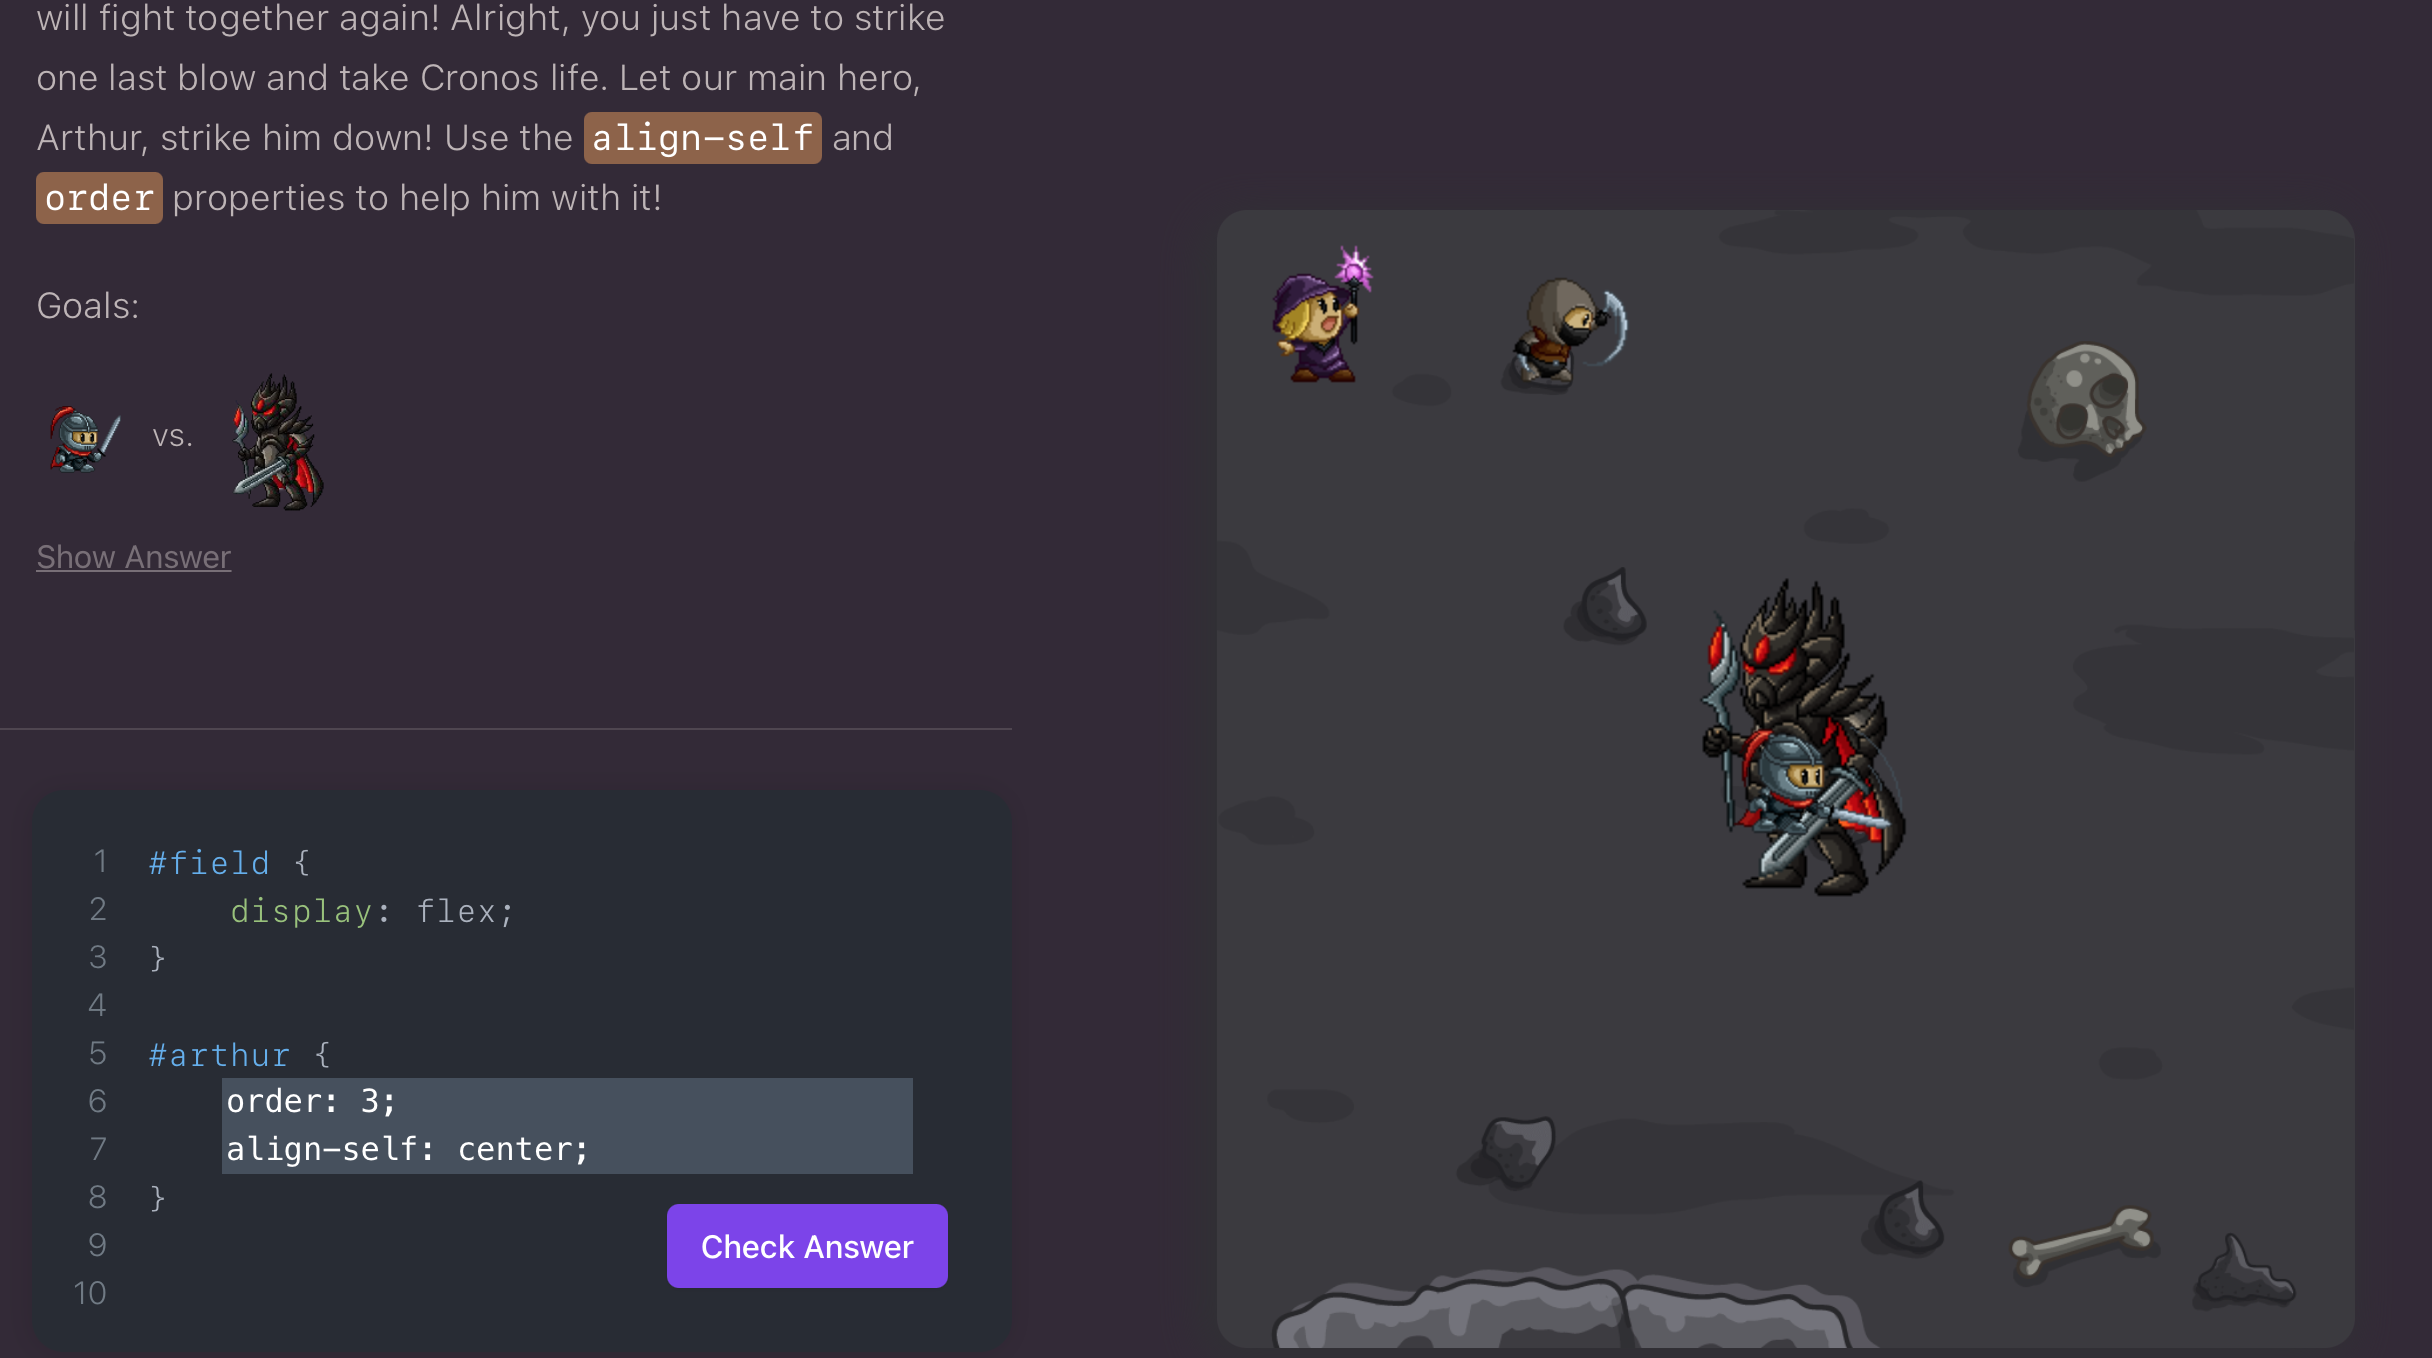 will fight together again! Alright, you just have to strike
one last blow and take Cronos life. Let our main hero,
Arthur, strike him down! Use the align-self and
order properties to help him with it!
Goals:
vs.
Show Answer
1 #field {
2 display: flex;
3 }
4
5 #arthur {
6 order: 3;
7 align-self: center;
8 }
9
10
Check Answer